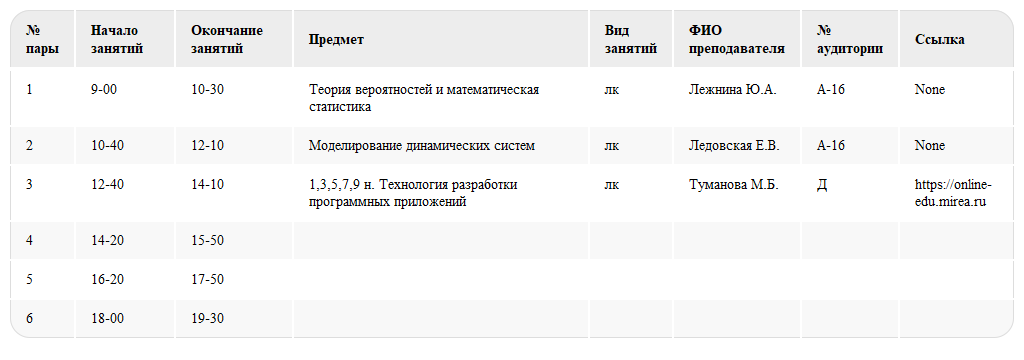 № пары Начало занятий Окончание занятий Предмет Вид занятий ФИО преподавателя № аудитории Ссылка
1 9-00 10-30 Теория вероятностей и математическая статистика лк Лежнина Ю.А. А-16 None
2 10-40 12-10 Моделирование динамических систем лк Ледовская Е.В. А-16 None
3 12-40 14-10 1,3,5,7,9 н. Технология разработки программных приложений лк Туманова М.Б. Д https://online-edu.mirea.ru
4 14-20 15-50
5 16-20 17-50
6 18-00 19-30